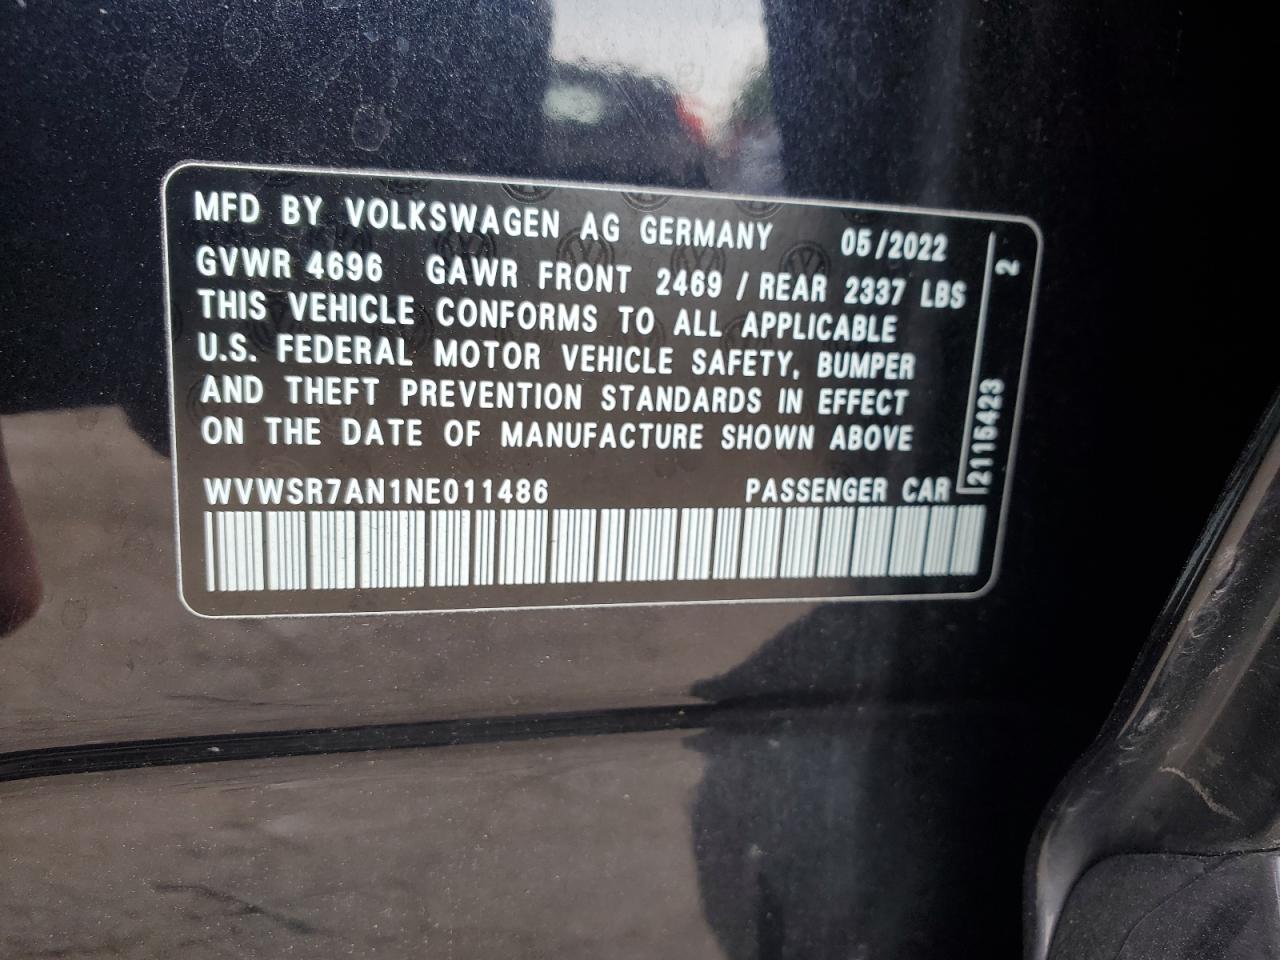 MFD BY VOLKSWAGEN AG GERMANY 05/2022
GVWR 4696 GAWR FRONT 2469 / REAR 2337 LBS
THIS VEHICLE CONFORMS TO ALL APPLICABLE
U.S. FEDERAL MOTOR VEHICLE SAFETY, BUMPER
AND THEFT PREVENTION STANDARDS IN EFFECT
ON THE DATE OF MANUFACTURE SHOWN ABOVE
WVWSR7AN1NE011486 PASSENGER CAR
2115423 2